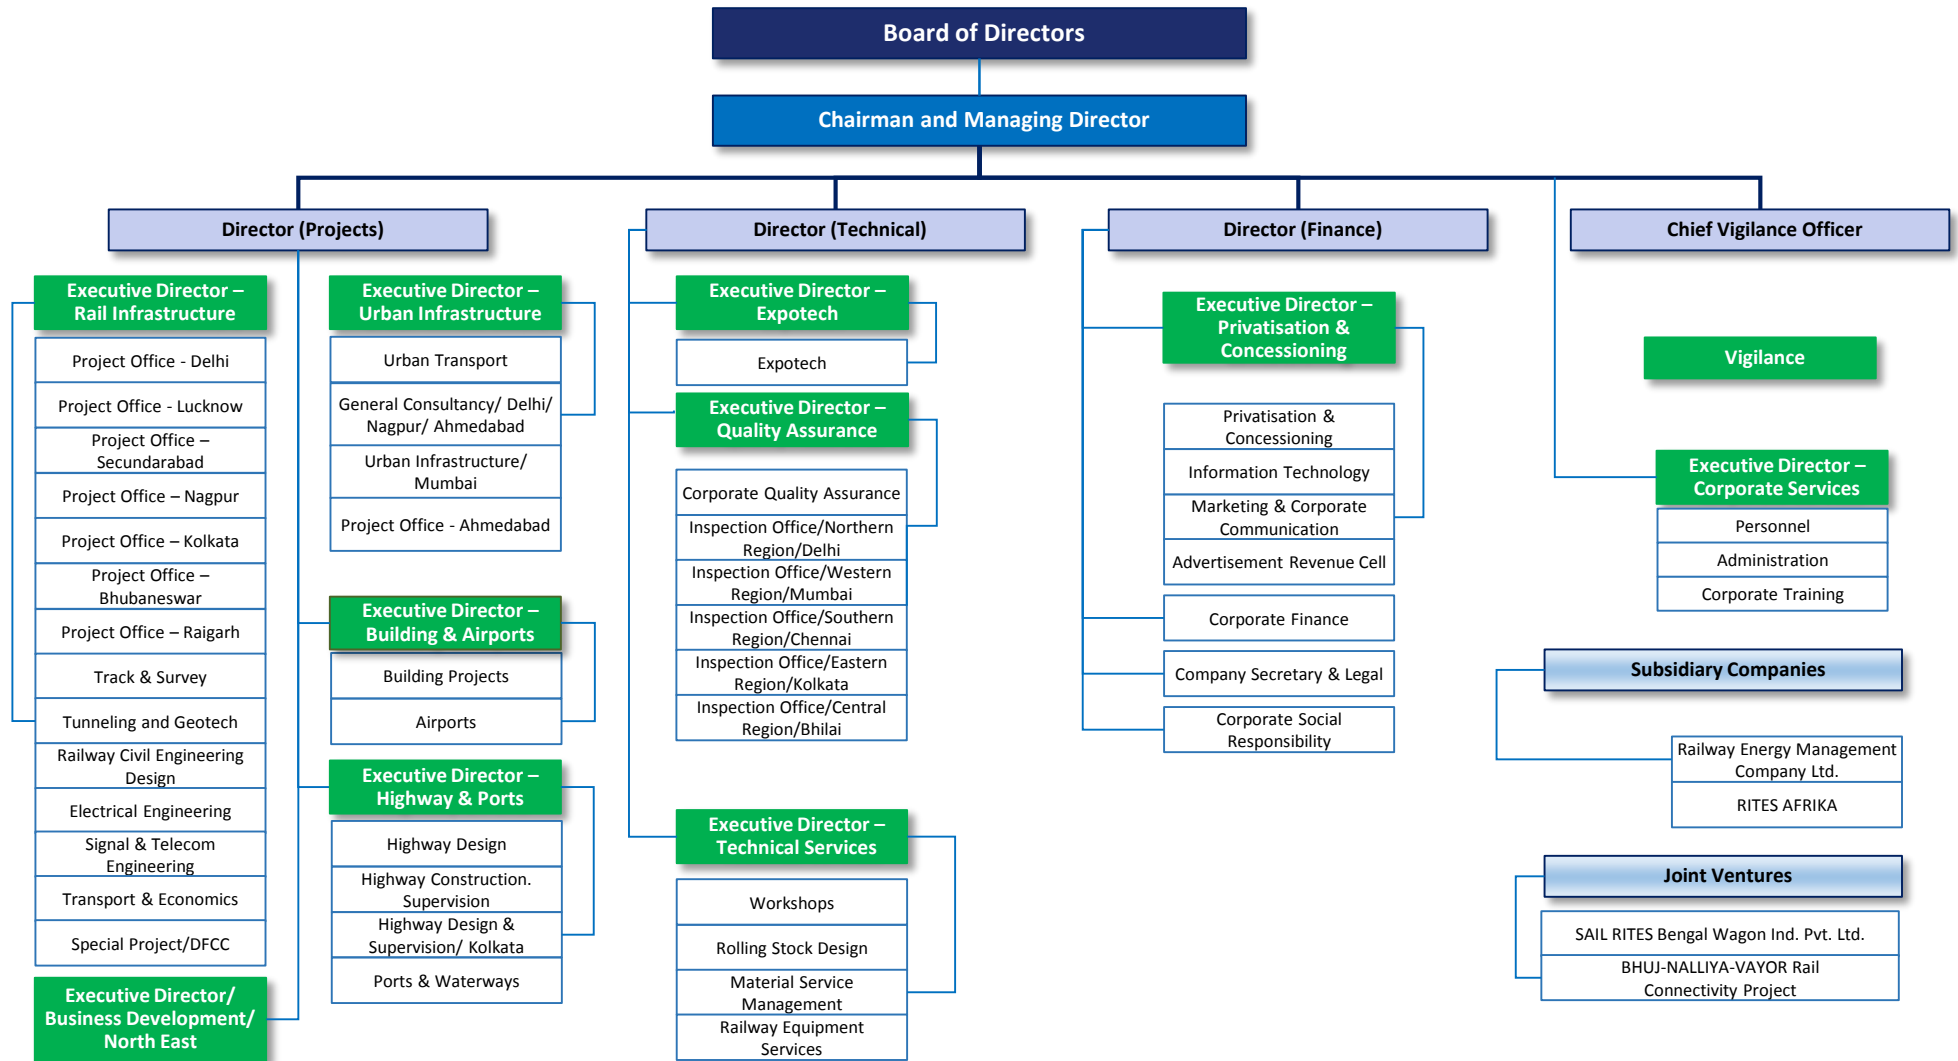 Board of Directors
Chairman and Managing Director
Director (Projects)
Director (Technical)
Director (Finance)
Chief Vigilance Officer
Executive Director –
Rail Infrastructure
Project Office - Delhi
Project Office - Lucknow
Project Office –
Secundarabad
Project Office – Nagpur
Project Office – Kolkata
Project Office –
Bhubaneswar
Project Office – Raigarh
Track & Survey
Tunneling and Geotech
Railway Civil Engineering
Design
Electrical Engineering
Signal & Telecom
Engineering
Transport & Economics
Special Project/DFCC
Executive Director/
Business Development/
North East
Executive Director –
Urban Infrastructure
Urban Transport
General Consultancy/ Delhi/
Nagpur/ Ahmedabad
Urban Infrastructure/
Mumbai
Project Office - Ahmedabad
Executive Director –
Building & Airports
Building Projects
Airports
Executive Director –
Highway & Ports
Highway Design
Highway Construction.
Supervision
Highway Design &
Supervision/ Kolkata
Ports & Waterways
Executive Director –
Expotech
Expotech
Executive Director –
Quality Assurance
Corporate Quality Assurance
Inspection Office/Northern
Region/Delhi
Inspection Office/Western
Region/Mumbai
Inspection Office/Southern
Region/Chennai
Inspection Office/Eastern
Region/Kolkata
Inspection Office/Central
Region/Bhilai
Executive Director –
Technical Services
Workshops
Rolling Stock Design
Material Service
Management
Railway Equipment
Services
Executive Director –
Privatisation &
Concessioning
Privatisation &
Concessioning
Information Technology
Marketing & Corporate
Communication
Advertisement Revenue Cell
Corporate Finance
Company Secretary & Legal
Corporate Social
Responsibility
Vigilance
Executive Director –
Corporate Services
Personnel
Administration
Corporate Training
Subsidiary Companies
Railway Energy Management
Company Ltd.
RITES AFRIKA
Joint Ventures
SAIL RITES Bengal Wagon Ind. Pvt. Ltd.
BHUJ-NALLIYA-VAYOR Rail
Connectivity Project